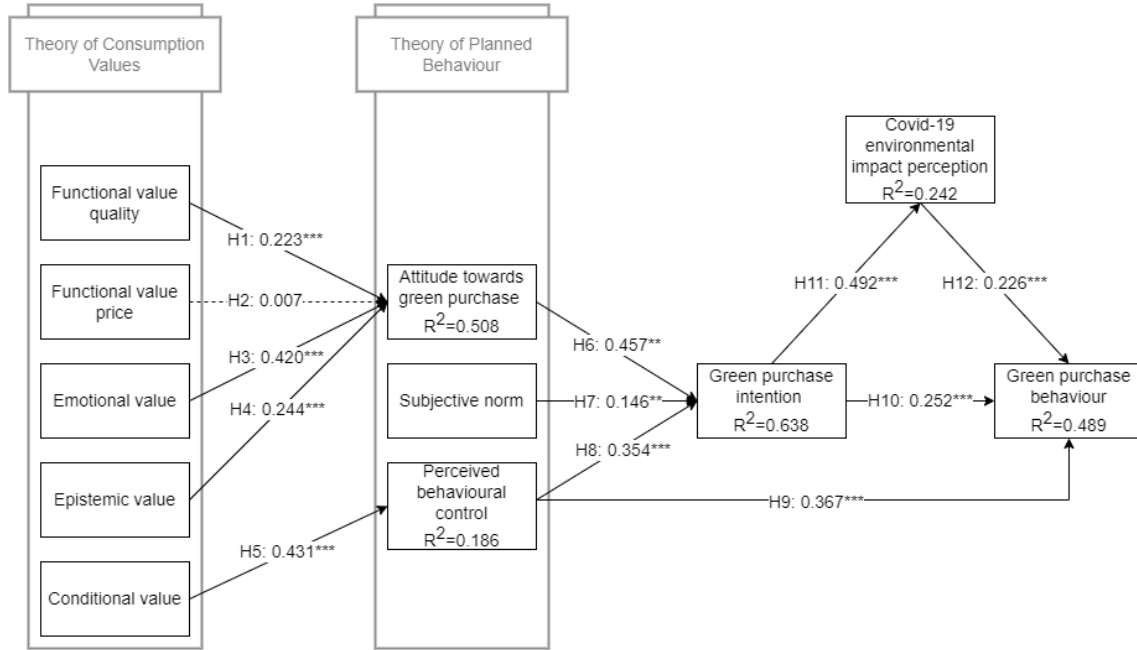 Theory of Consumption
Values
Theory of Planned
Behaviour
Functional value
quality
Functional value
price
Emotional value
Epistemic value
Conditional value
H1: 0.223***
H2: 0.007
H3: 0.420***
H4: 0.244***
H5: 0.431***
Attitude towards
green purchase
R²=0.508
Subjective norm
Perceived
behavioural
control
R²=0.186
H6: 0.457**
H7: 0.146**
H8: 0.354***
H9: 0.367***
Green purchase
intention
R²=0.638
H10: 0.252***
H11: 0.492***
H12: 0.226***
Covid-19
environmental
impact perception
R²=0.242
Green purchase
behaviour
R²=0.489